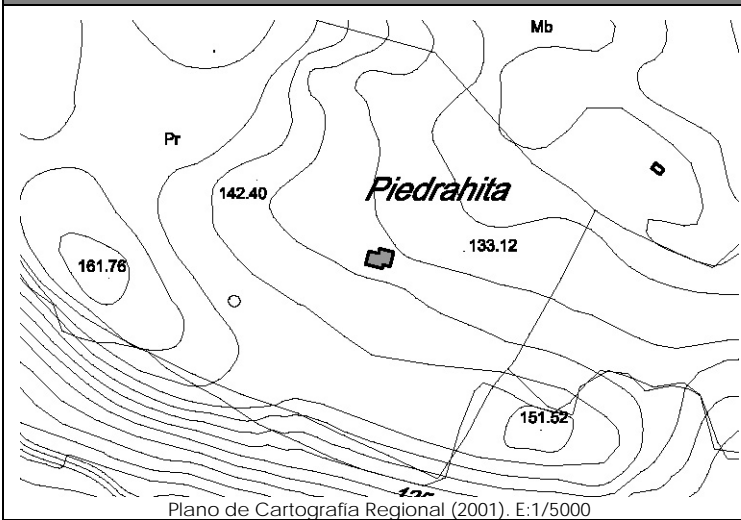 Mb
Pr
142.40
Piedrahita
133.12
161.76
151.52
Plano de Cartografía Regional (2001). E:1/5000